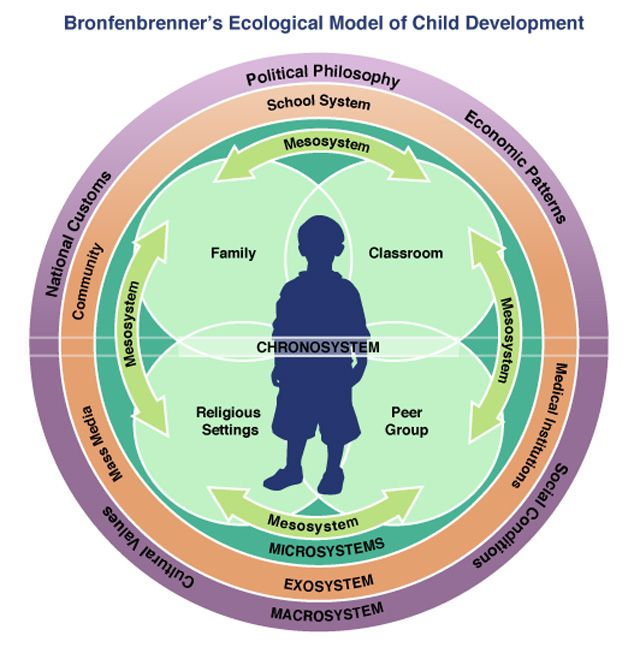 Bronfenbrenner's Ecological Model of Child Development
Political Philosophy
School System
Economic Patterns
National Customs
Mesosystem
Community
Family
Classroom
Mesosystem
Mesosystem
CHRONOSYSTEM
Religious
Settings
Peer
Group
Mass Media
Medical Institutions
Cultural Values
Social Conditions
Mesosystem
MICROSYSTEMS
EXOSYSTEM
MACROSYSTEM